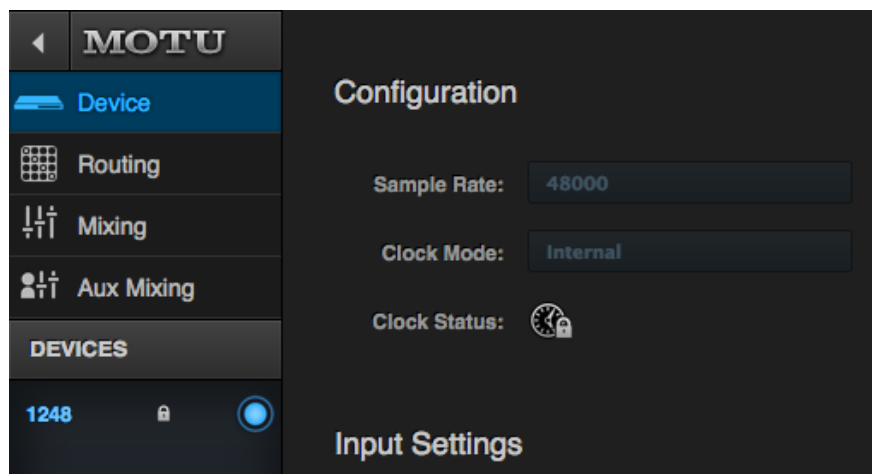 MOTU
Device
Routing
Mixing
Aux Mixing
DEVICES
1248
Configuration
Sample Rate: 48000
Clock Mode: Internal
Clock Status:
Input Settings